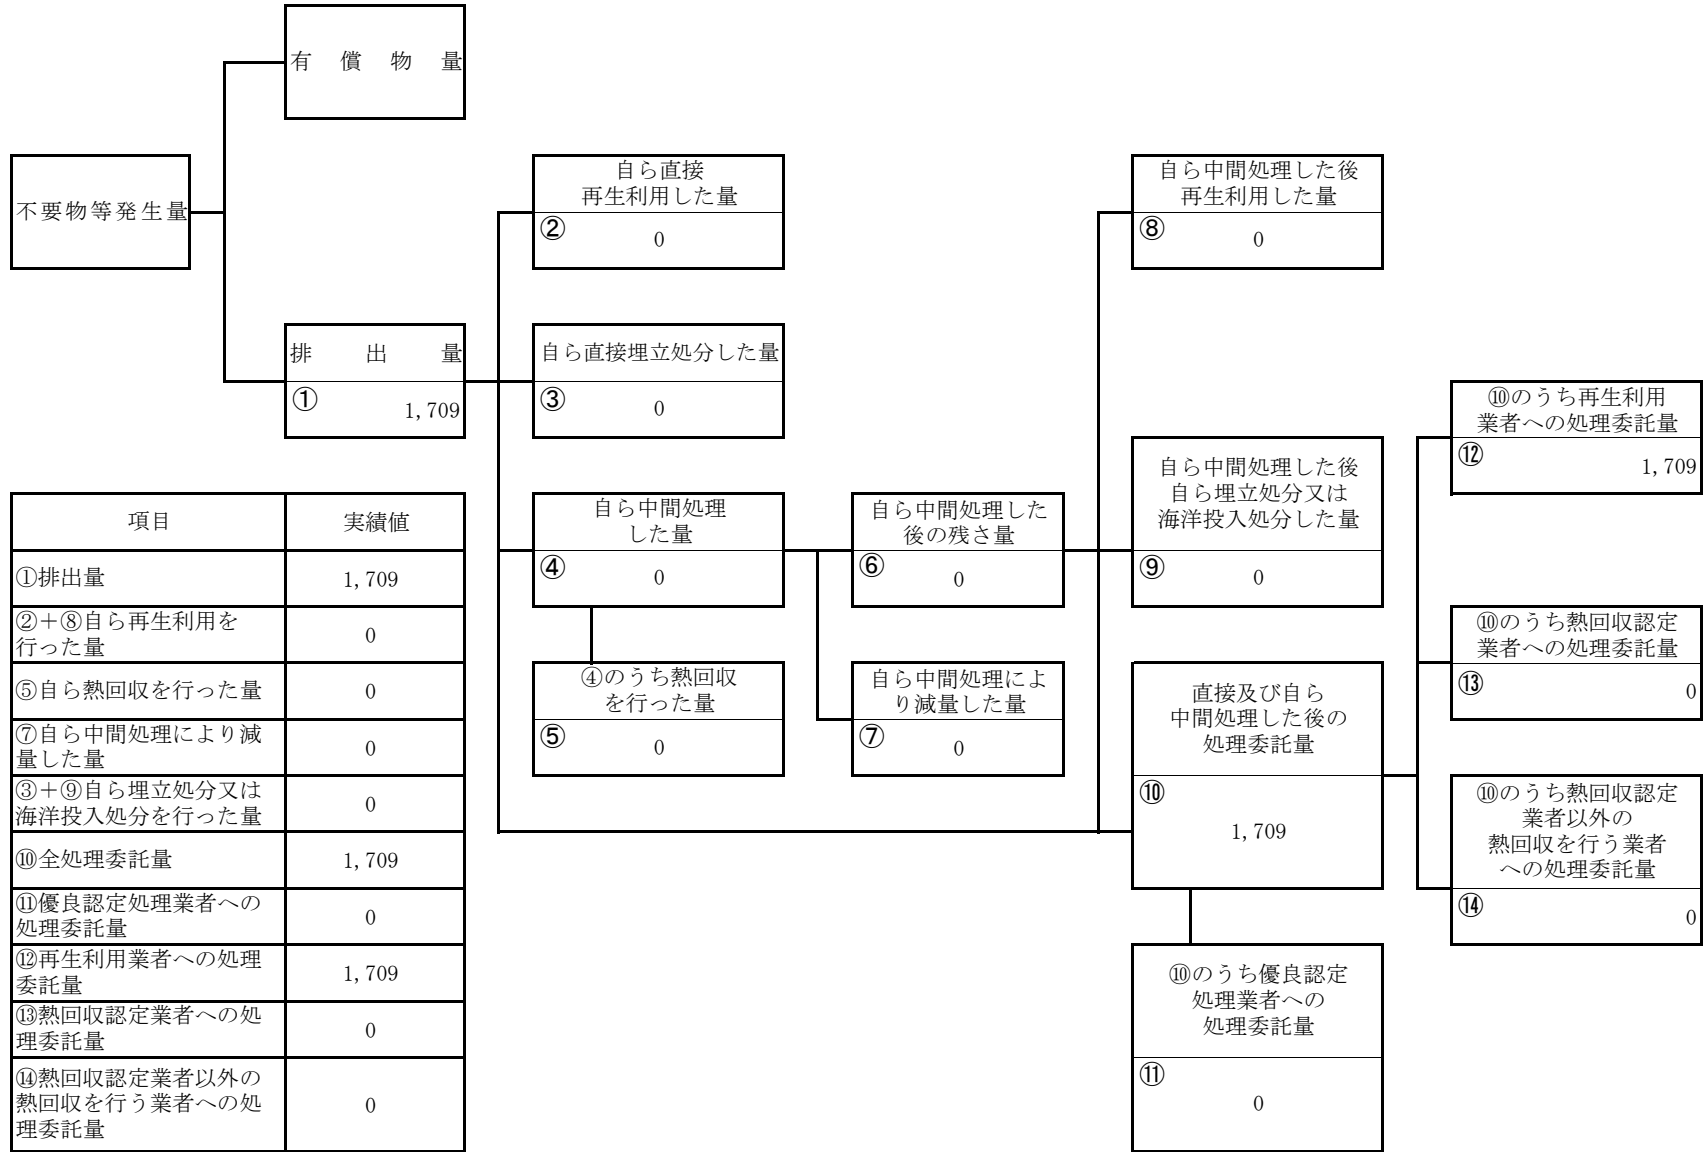 有償物量
不要物等発生量
排出量
①
1,709
自ら直接
再生利用した量
②
0
自ら直接埋立処分した量
③
0
自ら中間処理
した量
④
0
④のうち熱回収
を行った量
⑤
0
自ら中間処理した
後の残さ量
⑥
0
自ら中間処理によ
り減量した量
⑦
0
自ら中間処理した後
再生利用した量
⑧
0
自ら中間処理した後
自ら埋立処分又は
海洋投入処分した量
⑨
0
直接及び自ら
中間処理した後の
処理委託量
⑩
1,709
⑩のうち優良認定
処理業者への
処理委託量
⑪
0
⑩のうち再生利用
業者への処理委託量
⑫
1,709
⑩のうち熱回収認定
業者への処理委託量
⑬
0
⑩のうち熱回収認定
業者以外の
熱回収を行う業者
への処理委託量
⑭
0
項目 実績値
①排出量 1,709
②＋⑧自ら再生利用を
行った量 0
⑤自ら熱回収を行った量 0
⑦自ら中間処理により減
量した量 0
③＋⑨自ら埋立処分又は
海洋投入処分を行った量 0
⑩全処理委託量 1,709
⑪優良認定処理業者への
処理委託量 0
⑫再生利用業者への処理
委託量 1,709
⑬熱回収認定業者への処
理委託量 0
⑭熱回収認定業者以外の
熱回収を行う業者への処
理委託量 0